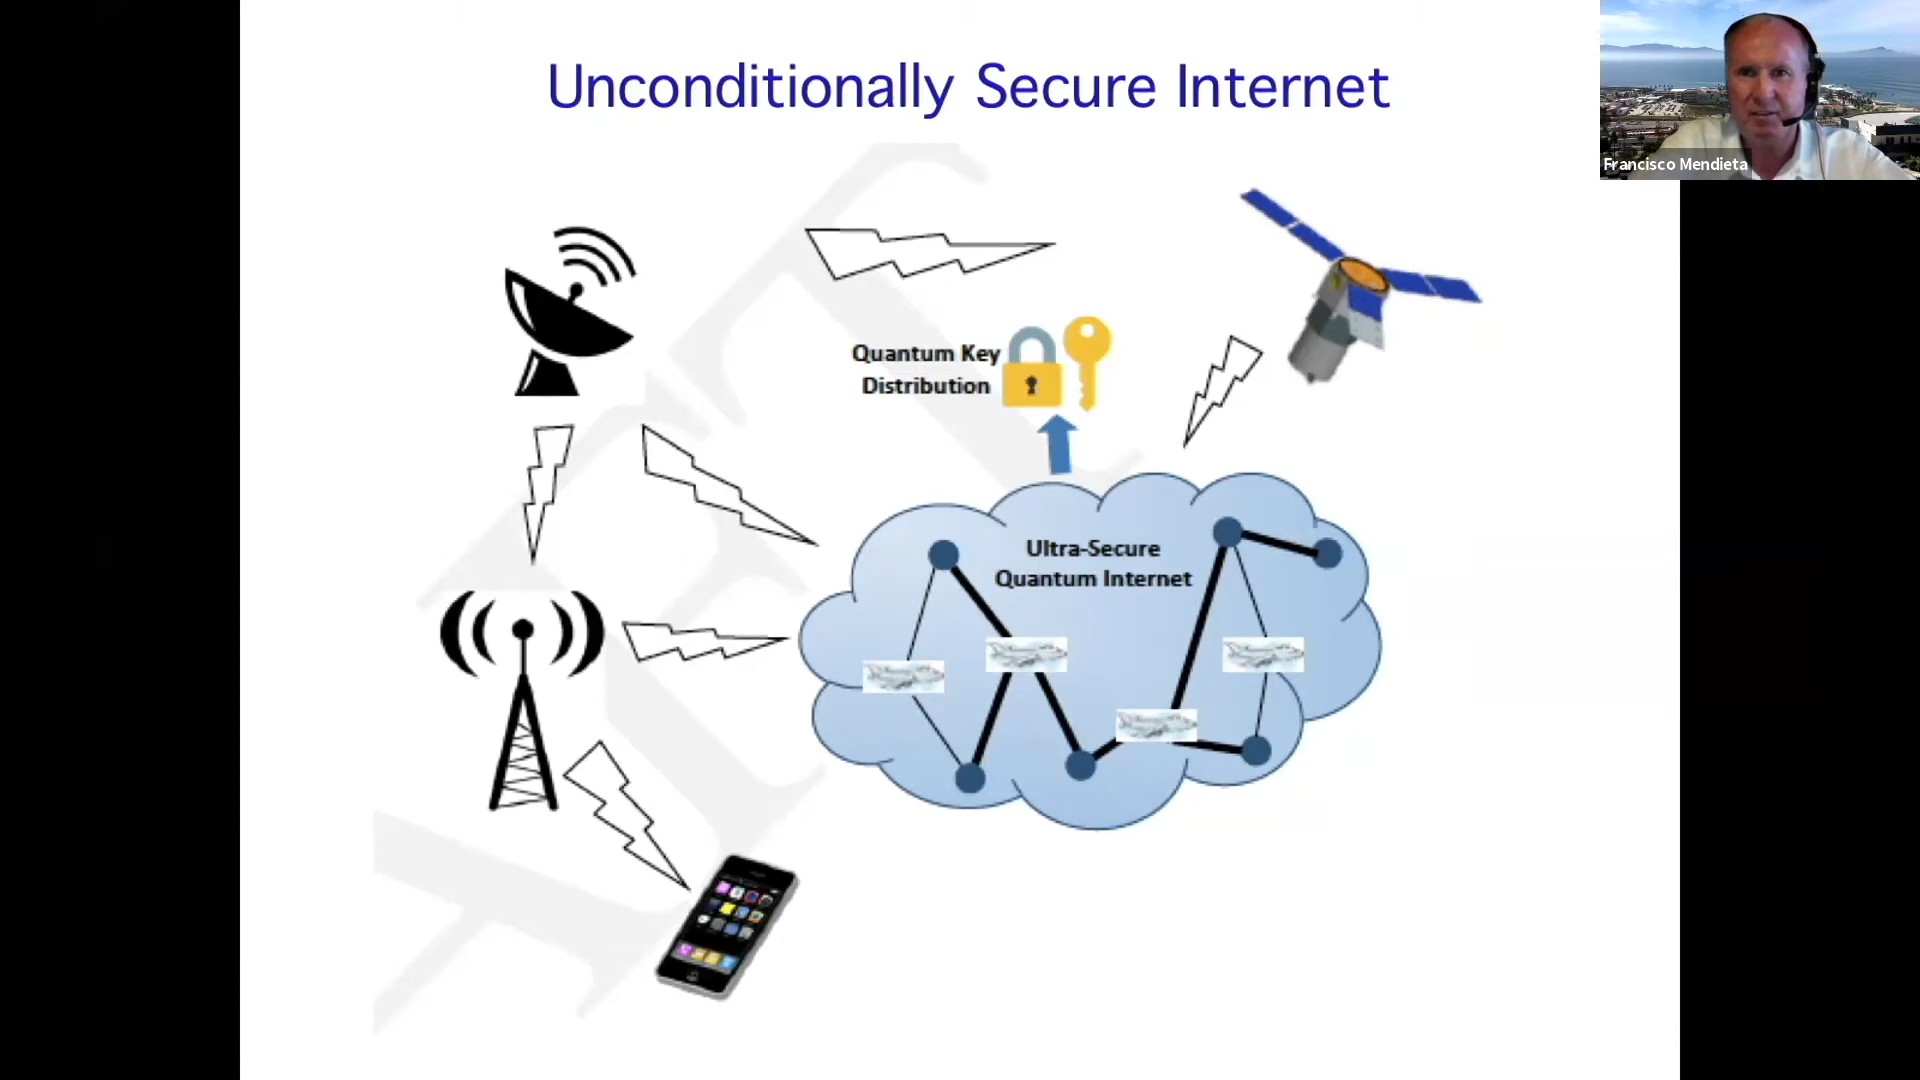 Unconditionally Secure Internet
Francisco Mendieta
Quantum Key
Distribution
Ultra-Secure
Quantum Internet